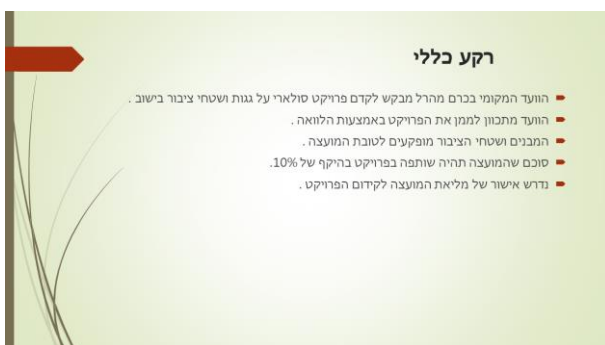 רקע כללי
הוועד המקומי בכרם מהרל מבקש לקדם פרויקט סולארי על גגות ושטחי ציבור בישוב .
הוועד מתכוון לממן את הפרויקט באמצעות הלוואה .
המבנים ושטחי הציבור מופקעים לטובת המועצה .
סוכם שהמועצה תהיה שותפה בפרויקט בהיקף של 10%.
נדרש אישור של מליאת המועצה לקידום הפרויקט .